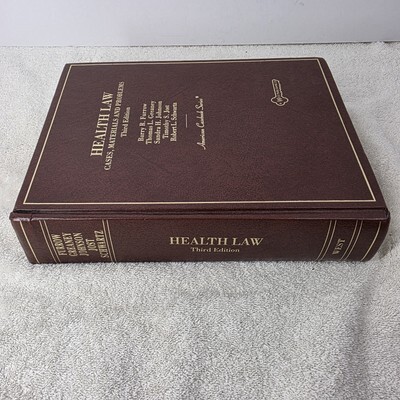 HEALTH LAW
CASES, MATERIALS AND PROBLEMS
Third Edition
Barry R. Furrow
Thomas L. Greaney
Sandra H. Johnson
Timothy S. Jost
Robert L. Schwartz
American Casebook Series®
FURROW
GREANEY
JOHNSON
JOST
SCHWARTZ
HEALTH LAW
Third Edition
WEST